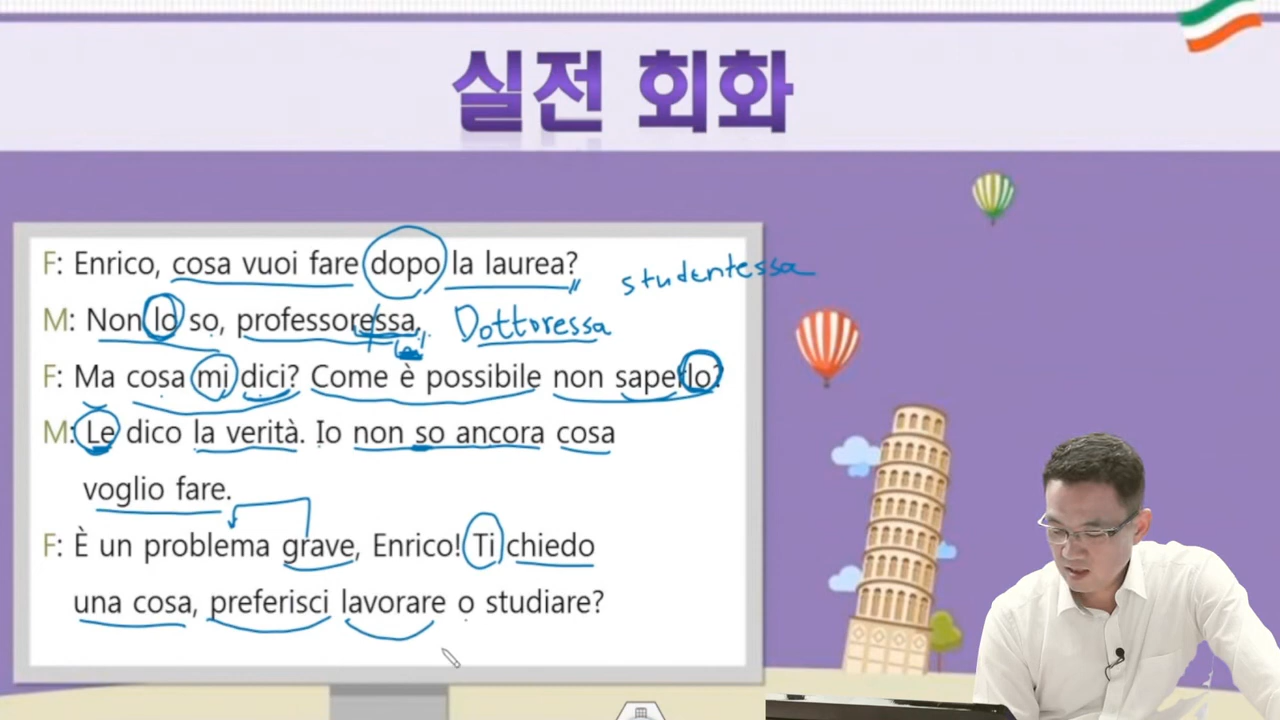 실전 회화
F: Enrico, cosa vuoi fare dopo la laurea?
studentessa
M: Non lo so, professoressa.
Dottoressa
F: Ma cosa mi dici? Come è possibile non saperlo?
M: Le dico la verità. Io non so ancora cosa
voglio fare.
F: È un problema grave, Enrico! Ti chiedo
una cosa, preferisci lavorare o studiare?